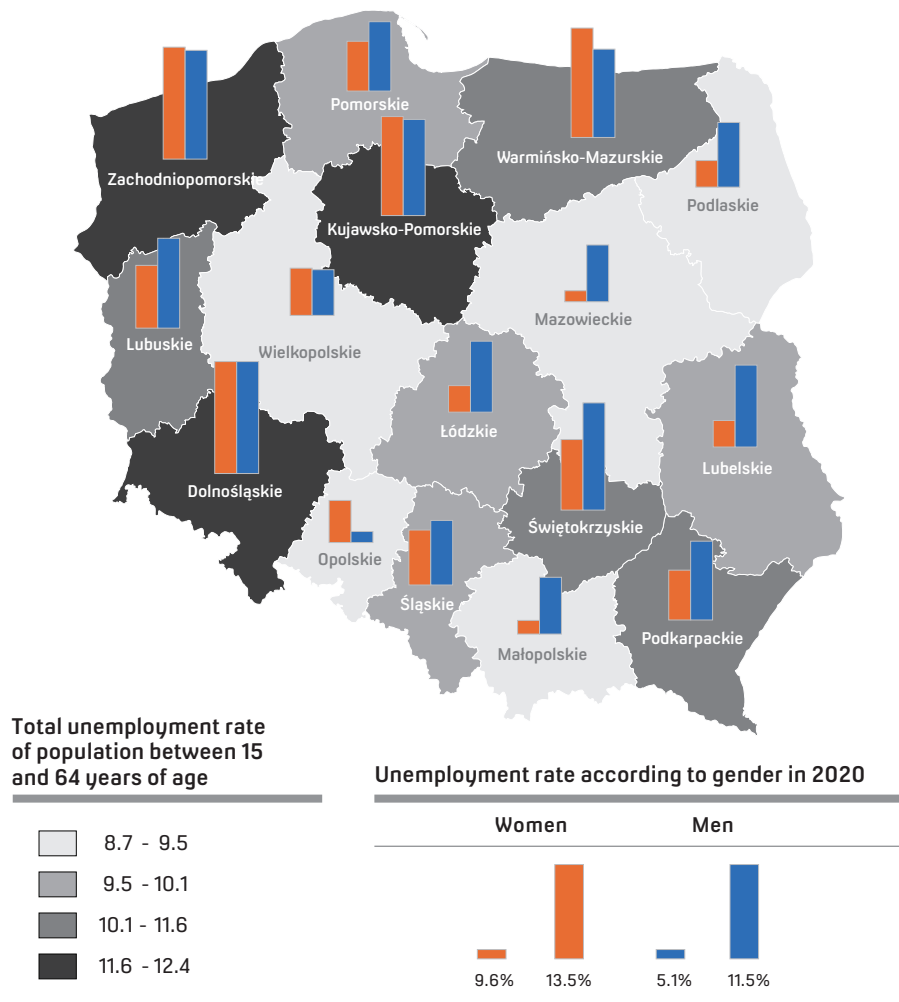 Pomorskie
Warmińsko-Mazurskie
Zachodniopomorskie
Podlaskie
Kujawsko-Pomorskie
Mazowieckie
Lubuskie
Wielkopolskie
Łódzkie
Lubelskie
Dolnośląskie
Świętokrzyskie
Opolskie
Śląskie
Podkarpackie
Małopolskie
Total unemployment rate
of population between 15
and 64 years of age
8.7 - 9.5
9.5 - 10.1
10.1 - 11.6
11.6 - 12.4
Unemployment rate according to gender in 2020
Women Men
9.6% 13.5% 5.1% 11.5%